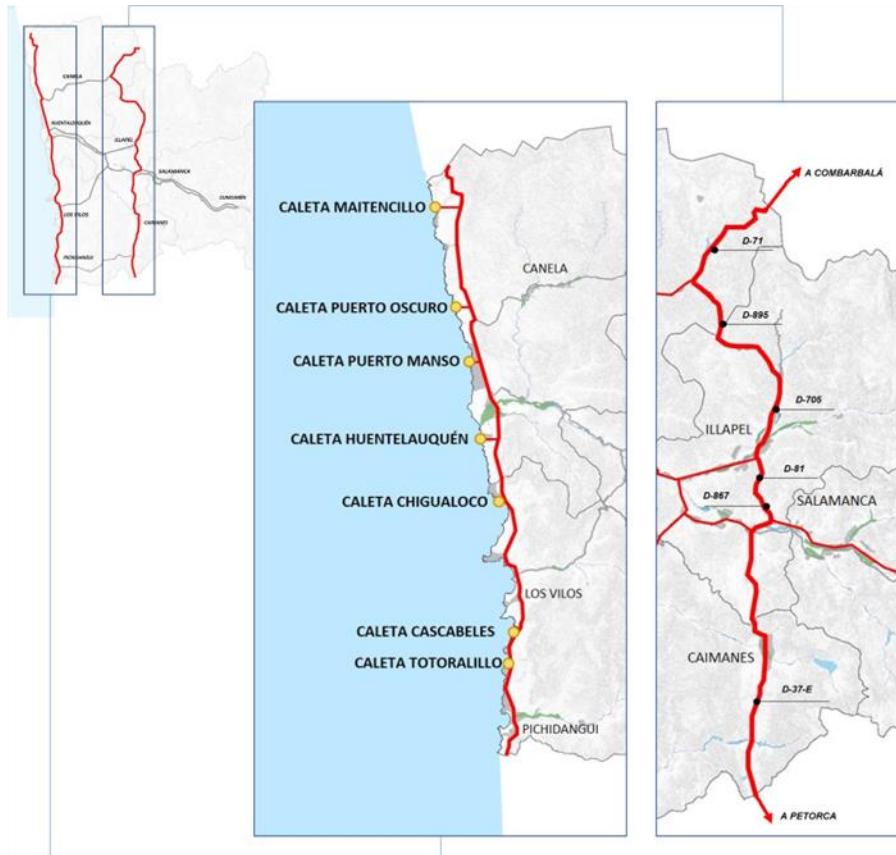 CANELA
HUENTELAUQUÉN
ILLAPEL
SALAMANCA
CUNCUMÉN
LOS VILOS
CAIMANES
PICHIDANGUI
CALETA MAITENCILLO
CANELA
CALETA PUERTO OSCURO
CALETA PUERTO MANSO
CALETA HUENTELAUQUÉN
CALETA CHIGUALOCO
LOS VILOS
CALETA CASCABELES
CALETA TOTORALILLO
PICHIDANGUI
A COMBARBALÁ
D-71
D-895
D-705
ILLAPEL
D-81
D-867
SALAMANCA
CAIMANES
D-37-E
A PETORCA